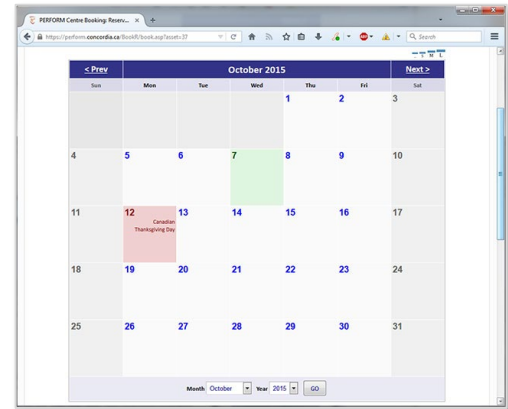 PERFORM Centre Booking: Reserv...
https://perform.concordia.ca/BookIt/book.asp?asset=37
Search
S T M L
< Prev October 2015 Next >
Sun Mon Tue Wed Thu Fri Sat
1 2 3
4 5 6 7 8 9 10
11 12 13 14 15 16 17
Canadian
Thanksgiving Day
18 19 20 21 22 23 24
25 26 27 28 29 30 31
Month October Year 2015 GO